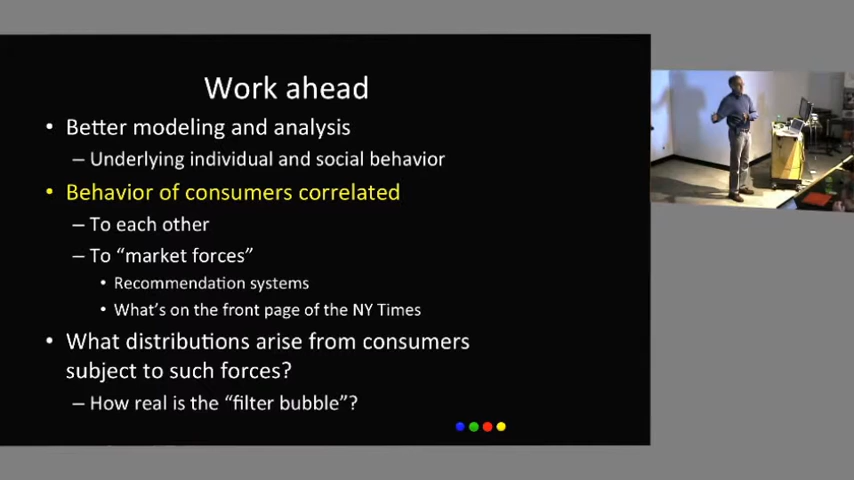 Work ahead
• Better modeling and analysis
– Underlying individual and social behavior
• Behavior of consumers correlated
– To each other
– To “market forces”
• Recommendation systems
• What’s on the front page of the NY Times
• What distributions arise from consumers
subject to such forces?
– How real is the “filter bubble”?